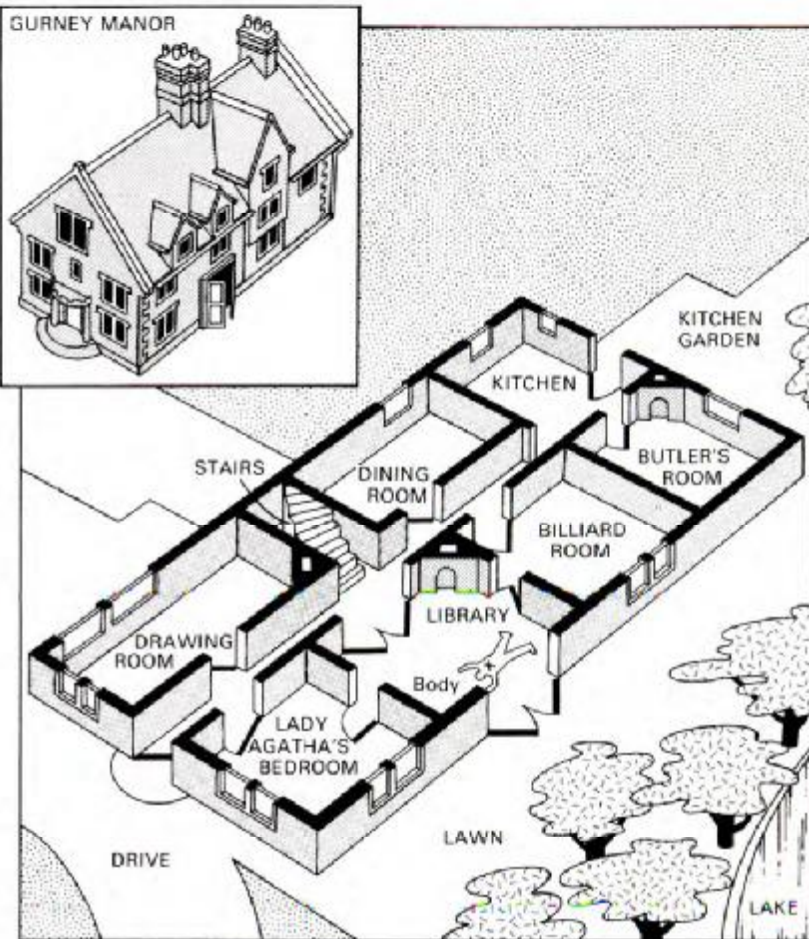 GURNEY MANOR
KITCHEN
GARDEN
KITCHEN
BUTLER'S
ROOM
STAIRS
DINING
ROOM
BILLIARD
ROOM
LIBRARY
DRAWING
ROOM
Body
LADY
AGATHA'S
BEDROOM
LAWN
DRIVE
LAKE